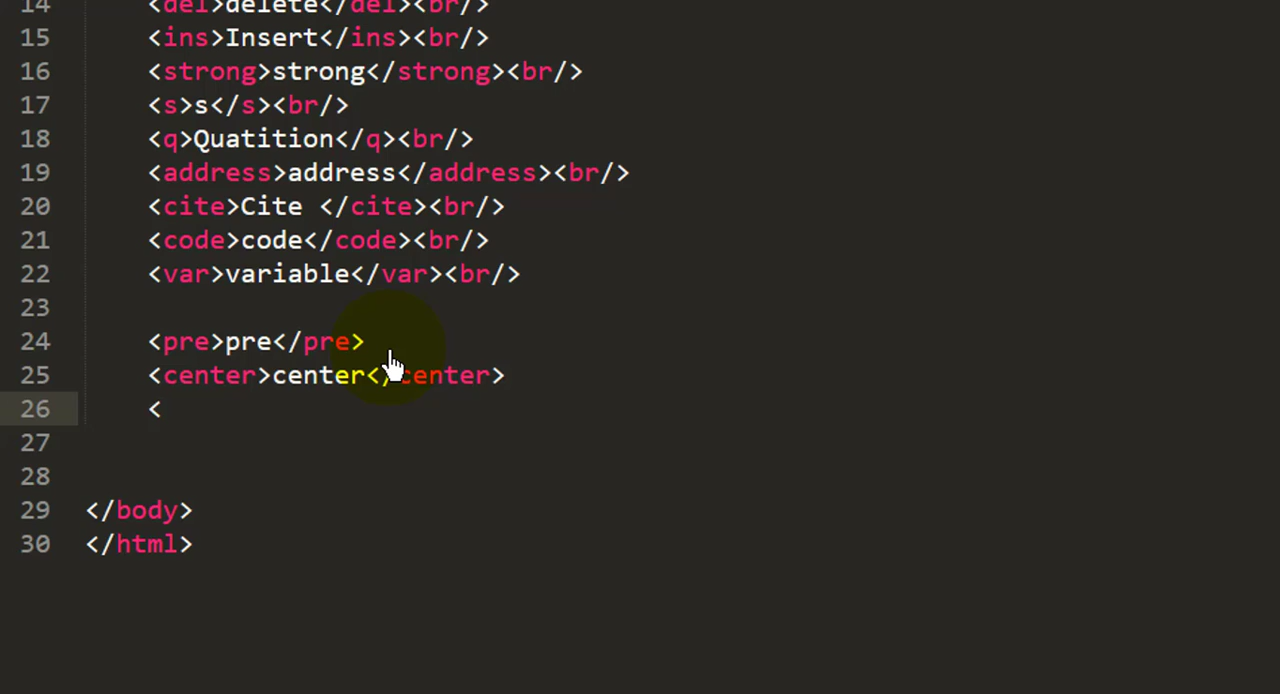 14 <del>delete</del><br/>
15 <ins>Insert</ins><br/>
16 <strong>strong</strong><br/>
17 <s>s</s><br/>
18 <q>Quatition</q><br/>
19 <address>address</address><br/>
20 <cite>Cite </cite><br/>
21 <code>code</code><br/>
22 <var>variable</var><br/>
23
24 <pre>pre</pre>
25 <center>center</center>
26 <
27
28
29 </body>
30 </html>